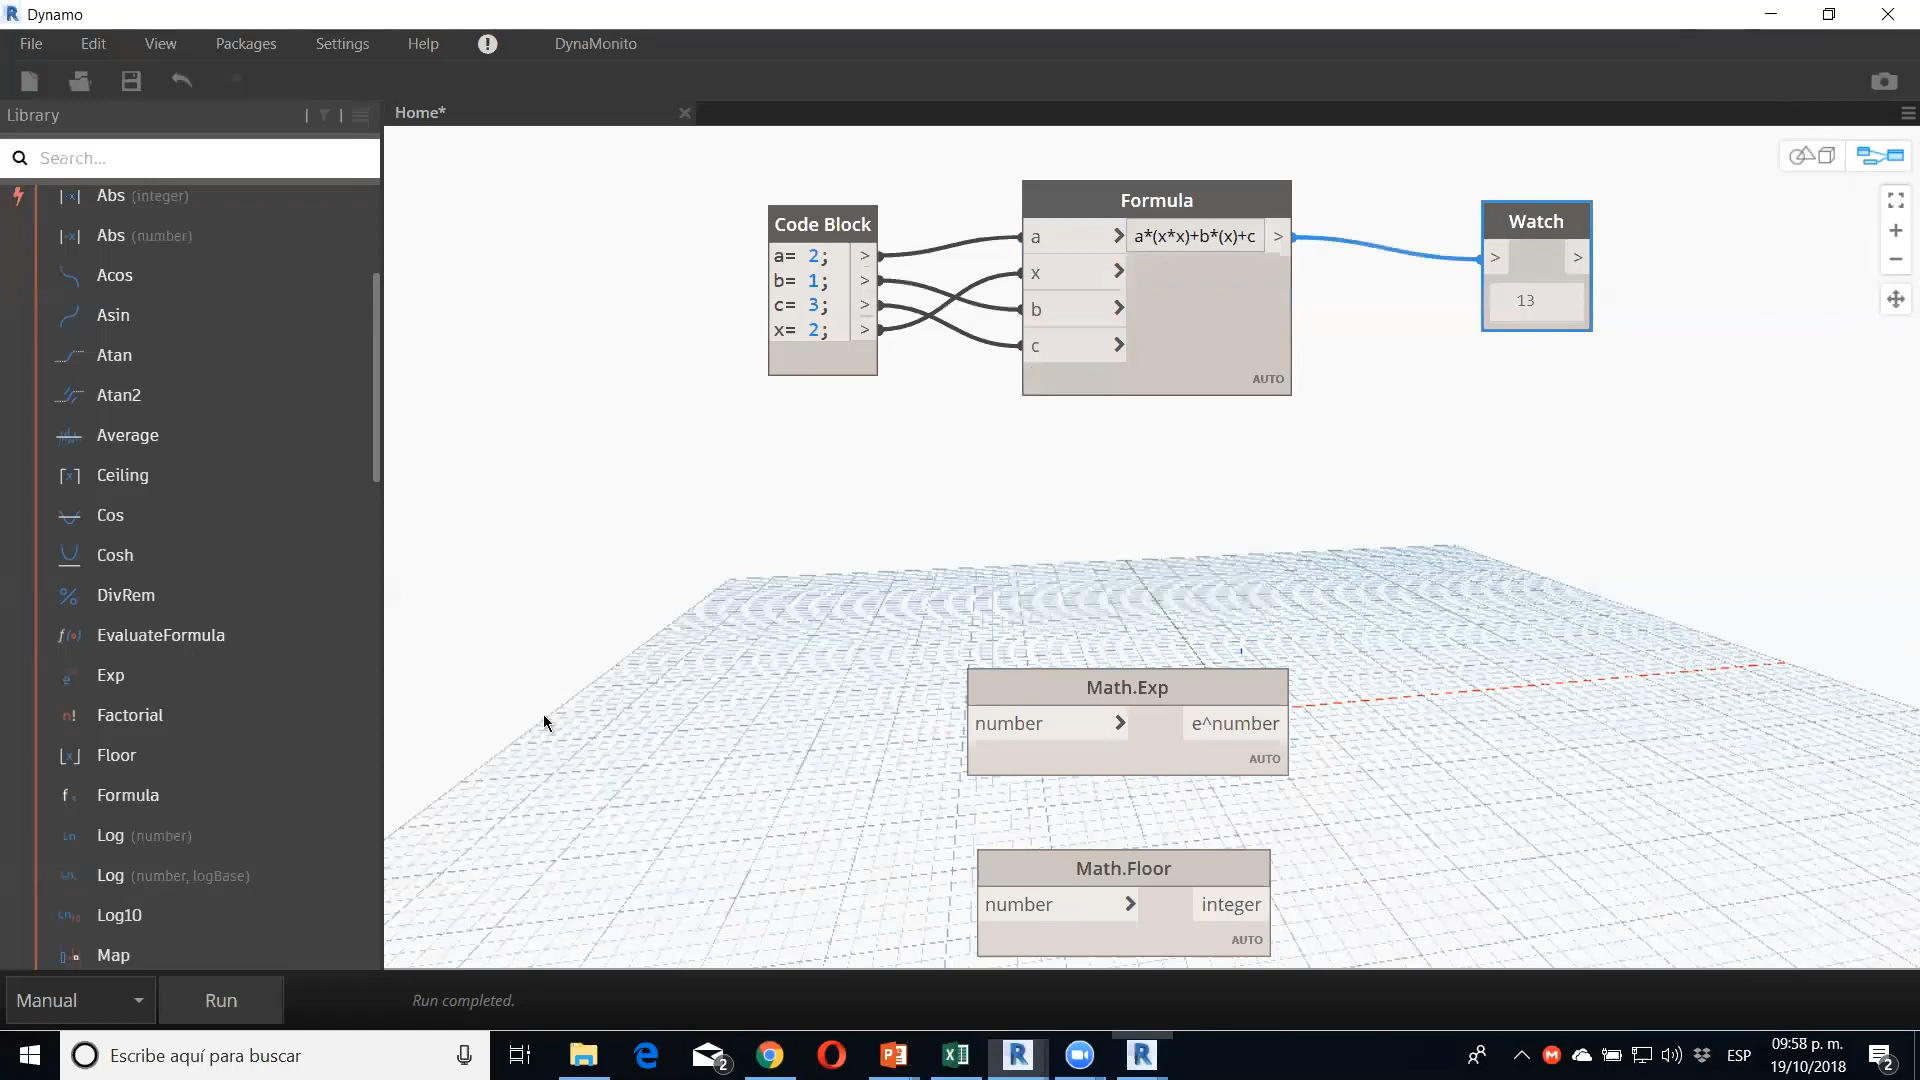 Dynamo
File Edit View Packages Settings Help DynaMonito
Library
Home*
Search...
Abs (integer)
Abs (number)
Acos
Asin
Atan
Atan2
Average
Ceiling
Cos
Cosh
DivRem
EvaluateFormula
Exp
Factorial
Floor
Formula
Log (number)
Log (number, logBase)
Log10
Map
Code Block
a= 2; >
b= 1; >
c= 3; >
x= 2; >
Formula
a > a*(x*x)+b*(x)+c >
x >
b >
c >
AUTO
Watch
> >
13
Math.Exp
number > e^number
AUTO
Math.Floor
number > integer
AUTO
Manual Run Run completed.
Escribe aquí para buscar
2
ESP
09:58 p. m.
19/10/2018
2